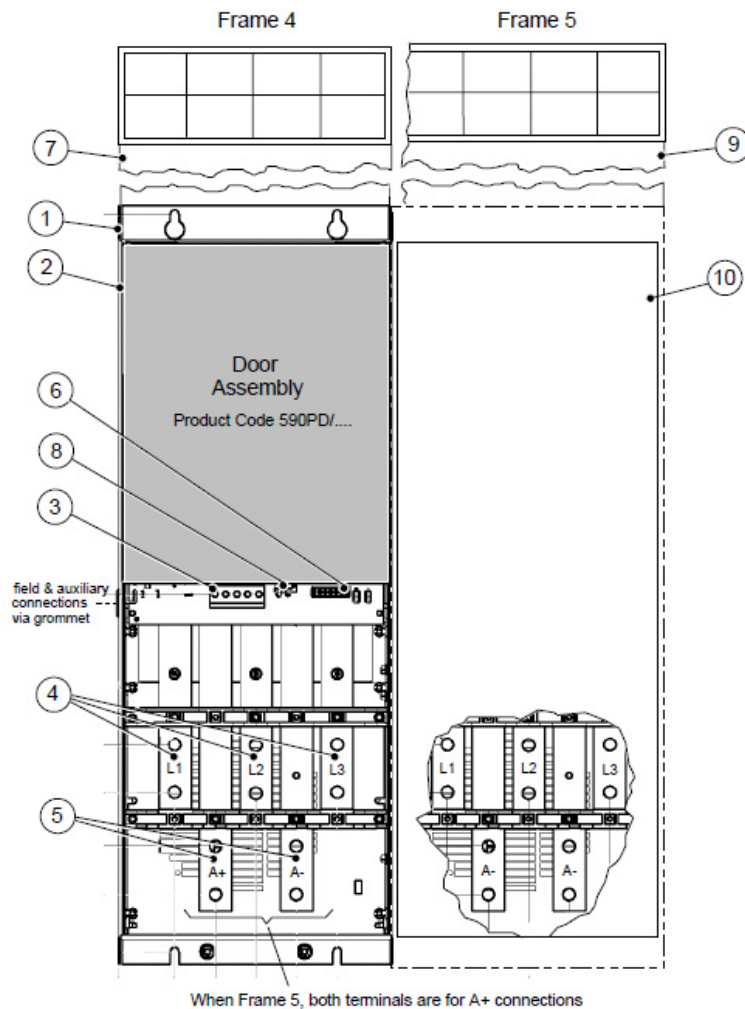 Frame 4
Frame 5
7
9
1
2
10
Door
Assembly
Product Code 590PD/....
6
8
3
field & auxiliary
connections
via grommet
4
L1
L2
L3
L1
L2
L3
5
A+
A-
A-
A-
When Frame 5, both terminals are for A+ connections